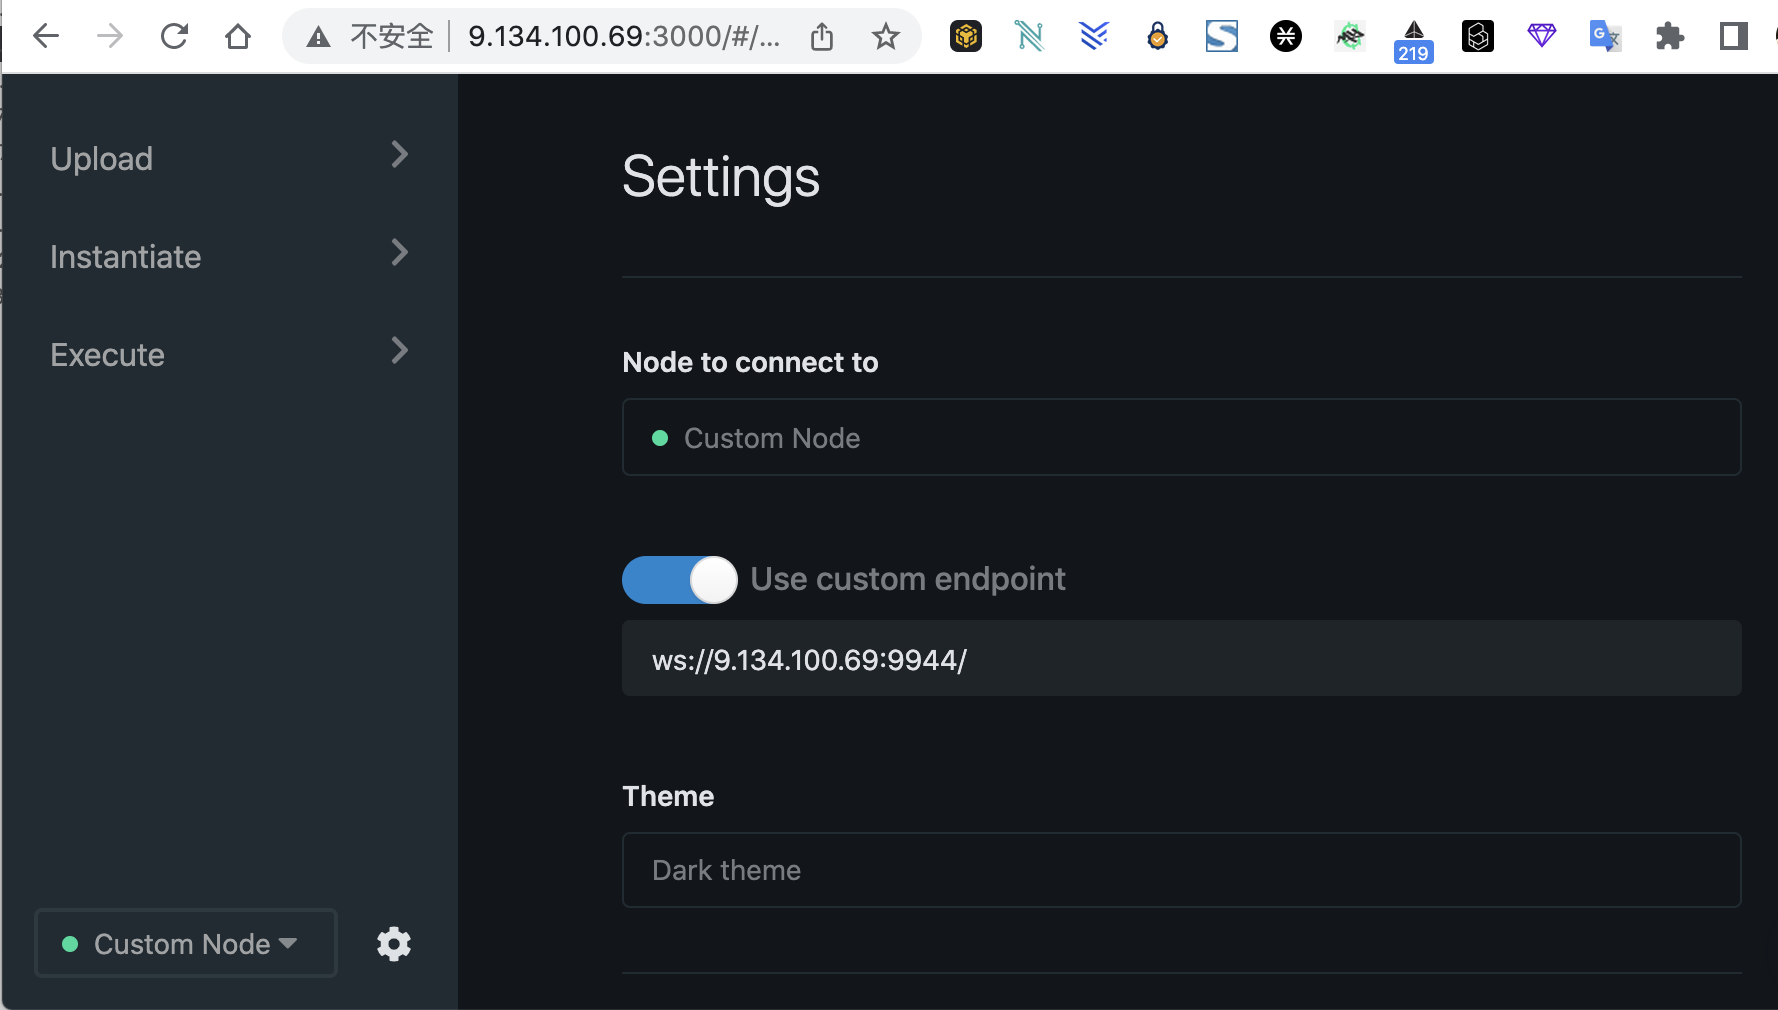 不安全 9.134.100.69:3000/#/...
219
G 文
Upload
Instantiate
Execute
Settings
Node to connect to
Custom Node
Use custom endpoint
ws://9.134.100.69:9944/
Theme
Dark theme
Custom Node